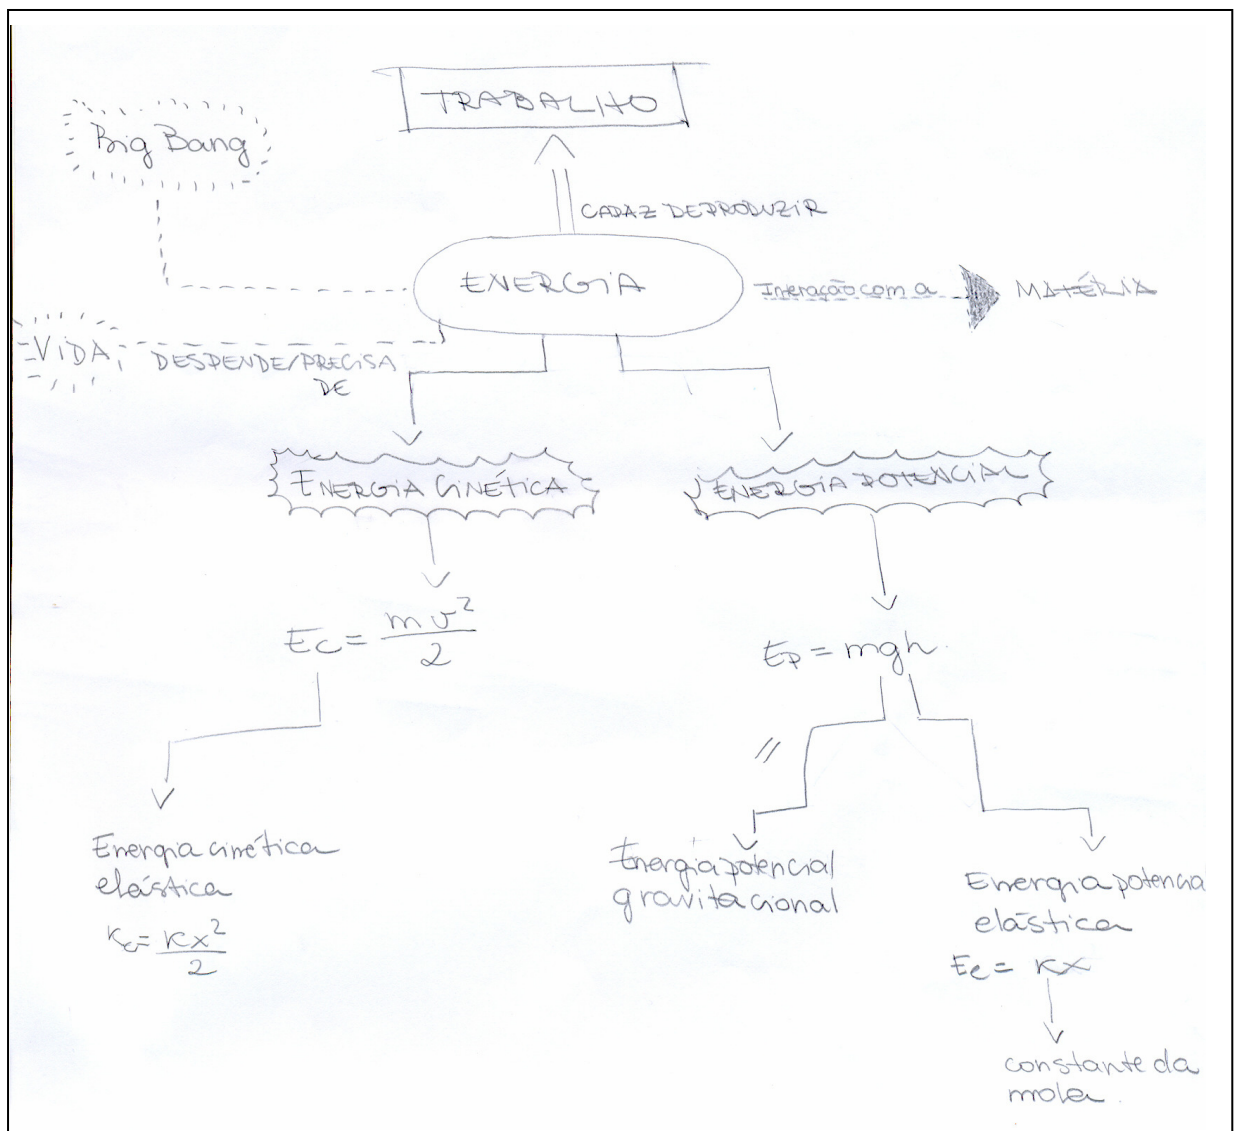 TRABALHO
Big Bang
CAPAZ DE PRODUZIR
ENERGIA
Interação com a MATÉRIA
VIDA DESPENDE/PRECISA
DE
ENERGIA CINÉTICA
ENERGIA POTENCIAL
Ec = mv²/2
Ep = mgh
Energia cinética
elástica
Kc = Kx²/2
Energia potencial
gravitacional
Energia potencia
elástica
Ee = Kx
constante da
mola.